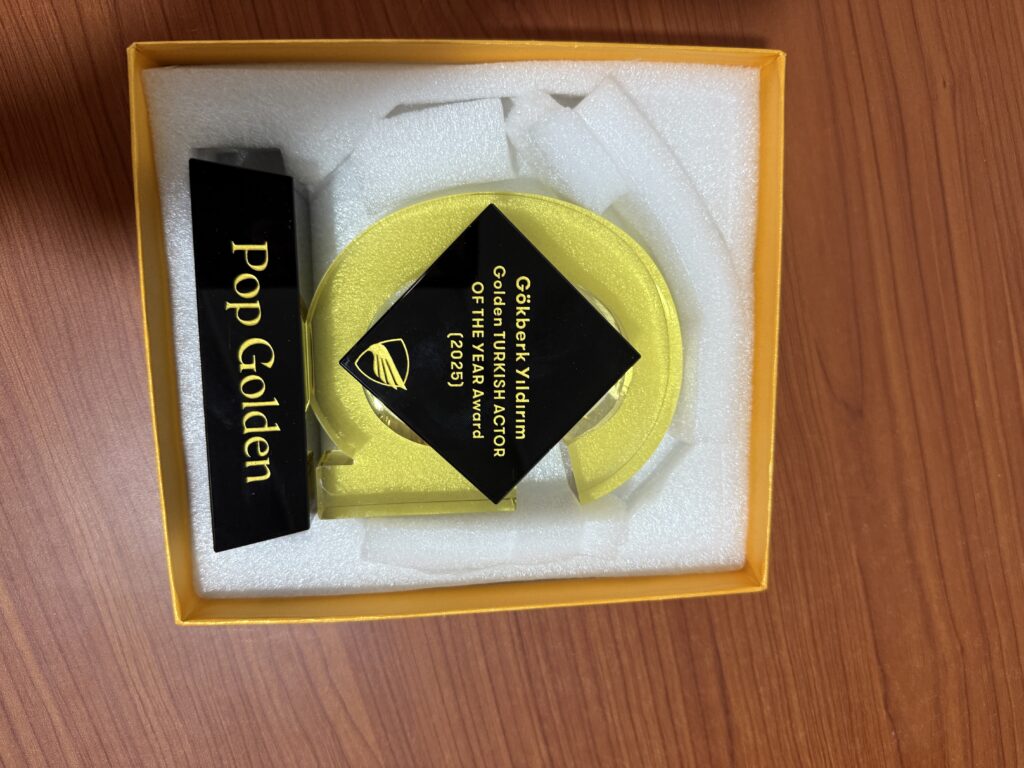 Gökberk Yıldırım
Golden TURKISH ACTOR
OF THE YEAR Award
(2025)
Pop Golden